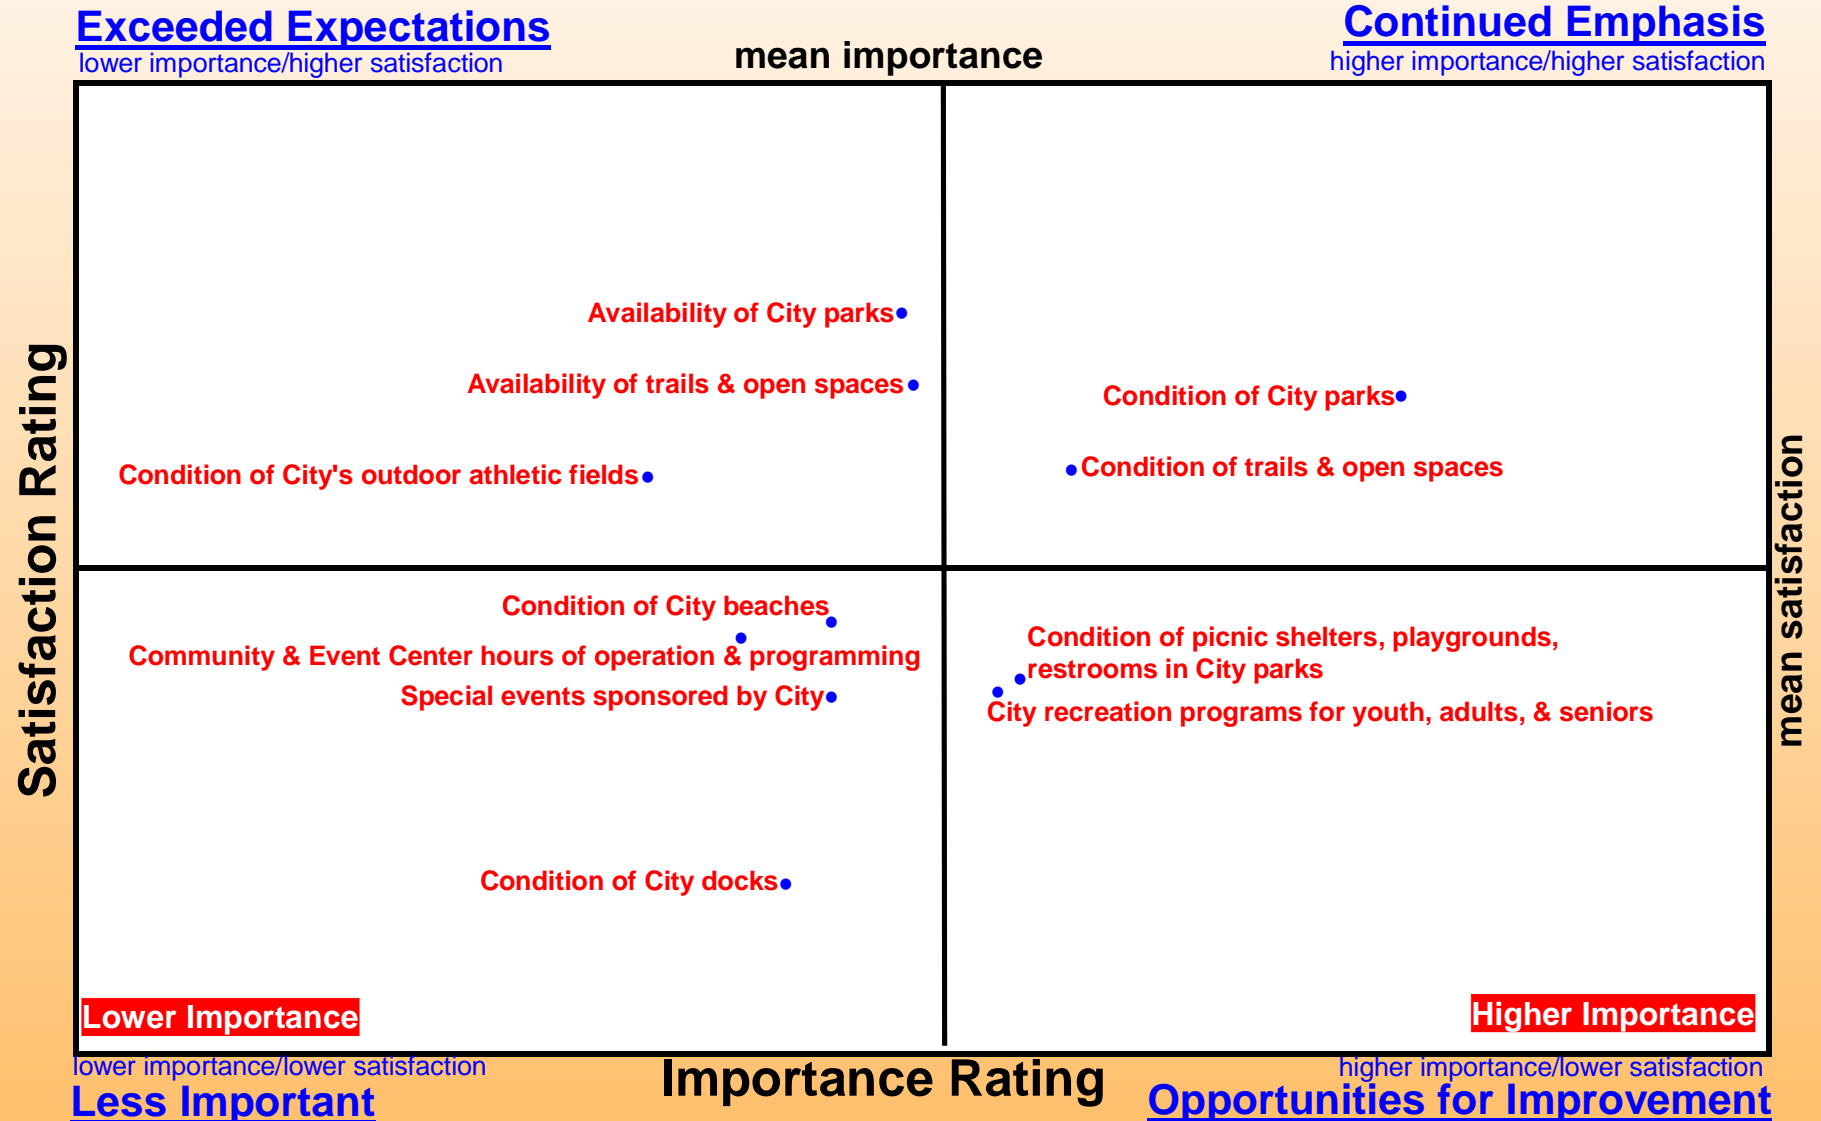 Exceeded Expectations
lower importance/higher satisfaction
mean importance
Continued Emphasis
higher importance/higher satisfaction
Satisfaction Rating
mean satisfaction
Availability of City parks
Availability of trails & open spaces
Condition of City's outdoor athletic fields
Condition of City parks
Condition of trails & open spaces
Condition of City beaches
Community & Event Center hours of operation & programming
Special events sponsored by City
Condition of picnic shelters, playgrounds,
restrooms in City parks
City recreation programs for youth, adults, & seniors
Condition of City docks
Lower Importance
Higher Importance
lower importance/lower satisfaction
Less Important
Importance Rating
higher importance/lower satisfaction
Opportunities for Improvement